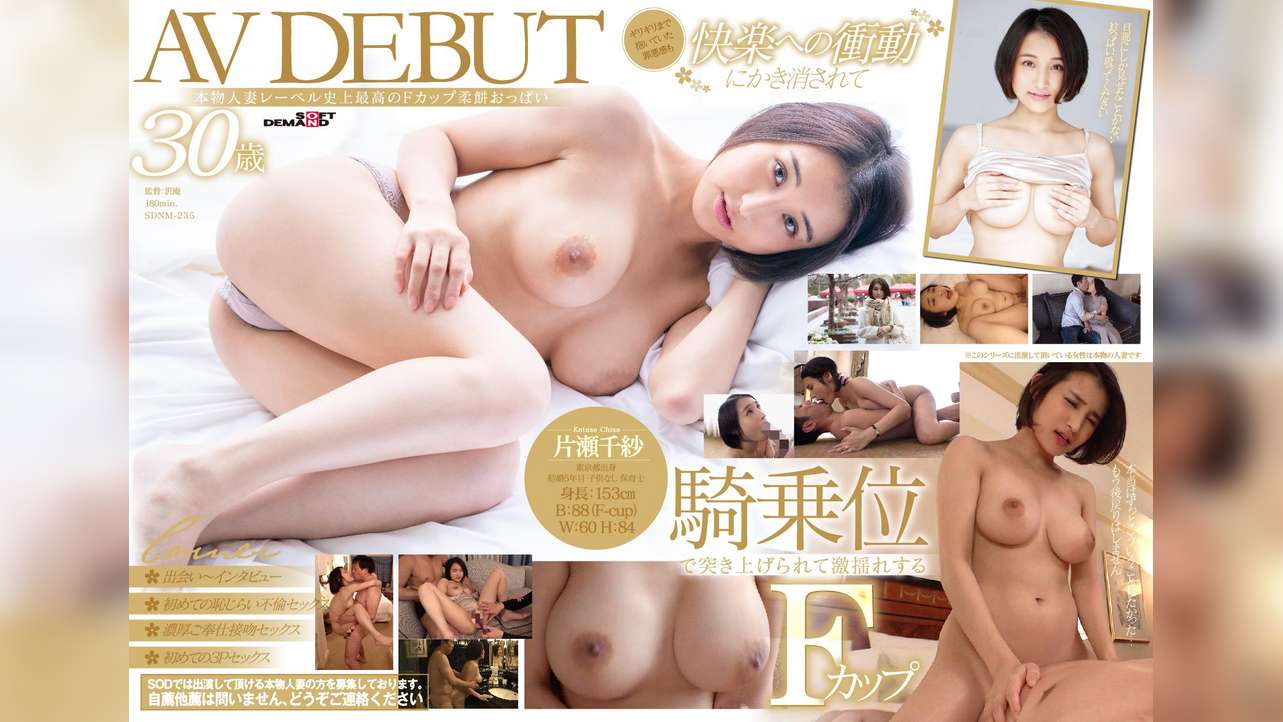 AV DEBUT
本物人妻レーベル史上最高のFカップ柔餅おっぱい
30歳
SOFT ON DEMAND
監督:沢庵
180min.
SDNM-235
ギリギリまで
抱いていた
罪悪感も
快楽への衝動
にかき消されて
※このシリーズに出演して頂いている女性は本物の人妻です
Katase Chisa
片瀬千紗
東京都出身
結婚5年目 子供なし 保育士
身長:153cm
B:88(F-cup)
W:60 H:84
騎乗位
で突き上げられて激揺れする
Fカップ
Corner
出会い〜インタビュー
初めての恥じらい不倫セックス
濃厚ご奉仕接吻セックス
初めての3Pセックス
SODでは出演して頂ける本物人妻の方を募集しております。
自薦他薦は問いません、どうぞご連絡ください